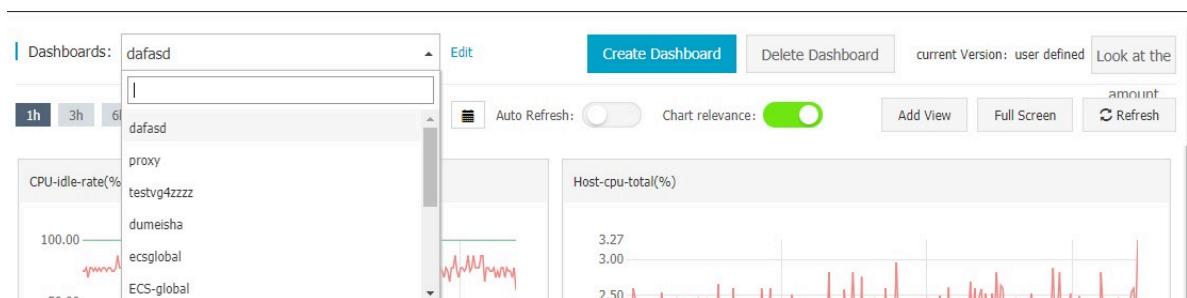 Dashboards: dafasd Edit Create Dashboard Delete Dashboard current Version: user defined Look at the
amount
1h 3h Auto Refresh: Chart relevance: Add View Full Screen Refresh
dafasd
proxy
testvg4zzzz
dumeisha
ecsglobal
ECS-global
CPU-idle-rate(%
100.00
Host-cpu-total(%)
3.27
3.00
2.50